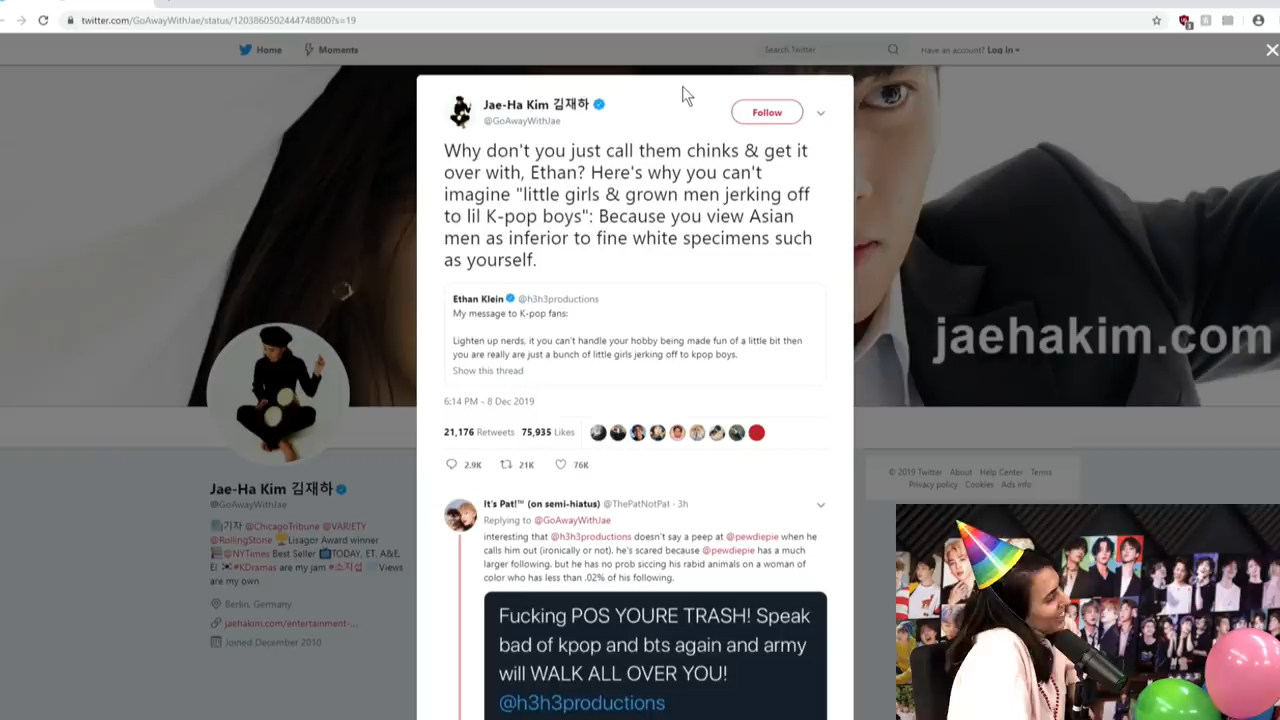 twitter.com/GoAwayWithJae/status/1203860502444748800?s=19
Home
Moments
Search Twitter
Have an account? Log in
Jae-Ha Kim 김재하
@GoAwayWithJae
Follow
Why don't you just call them chinks & get it
over with, Ethan? Here's why you can't
imagine "little girls & grown men jerking off
to lil K-pop boys": Because you view Asian
men as inferior to fine white specimens such
as yourself.
Ethan Klein @h3h3productions
My message to K-pop fans:
Lighten up nerds, it you can't handle your hobby being made fun of a little bit then
you are really are just a bunch of little girls jerking off to kpop boys.
Show this thread
6:14 PM - 8 Dec 2019
21,176 Retweets 75,935 Likes
2.9K 21K 76K
It's Pat!™ (on semi-hiatus) @ThePatNotPat · 3h
Replying to @GoAwayWithJae
interesting that @h3h3productions doesn't say a peep at @pewdiepie when he
calls him out (ironically or not). he's scared because @pewdiepie has a much
larger following. but he has no prob siccing his rabid animals on a woman of
color who has less than .02% of his following.
Fucking POS YOURE TRASH! Speak
bad of kpop and bts again and army
will WALK ALL OVER YOU!
@h3h3productions
jaehakim.com
Jae-Ha Kim 김재하
@GoAwayWithJae
기자 @ChicagoTribune @VARIETY
@RollingStone Lisagor Award winner
@NYTimes Best Seller TODAY, ET, A&E,
E! #KDramas are my jam #소지섭 Views
are my own
Berlin, Germany
jaehakim.com/entertainment-...
Joined December 2010
© 2019 Twitter About Help Center Terms
Privacy policy Cookies Ads info